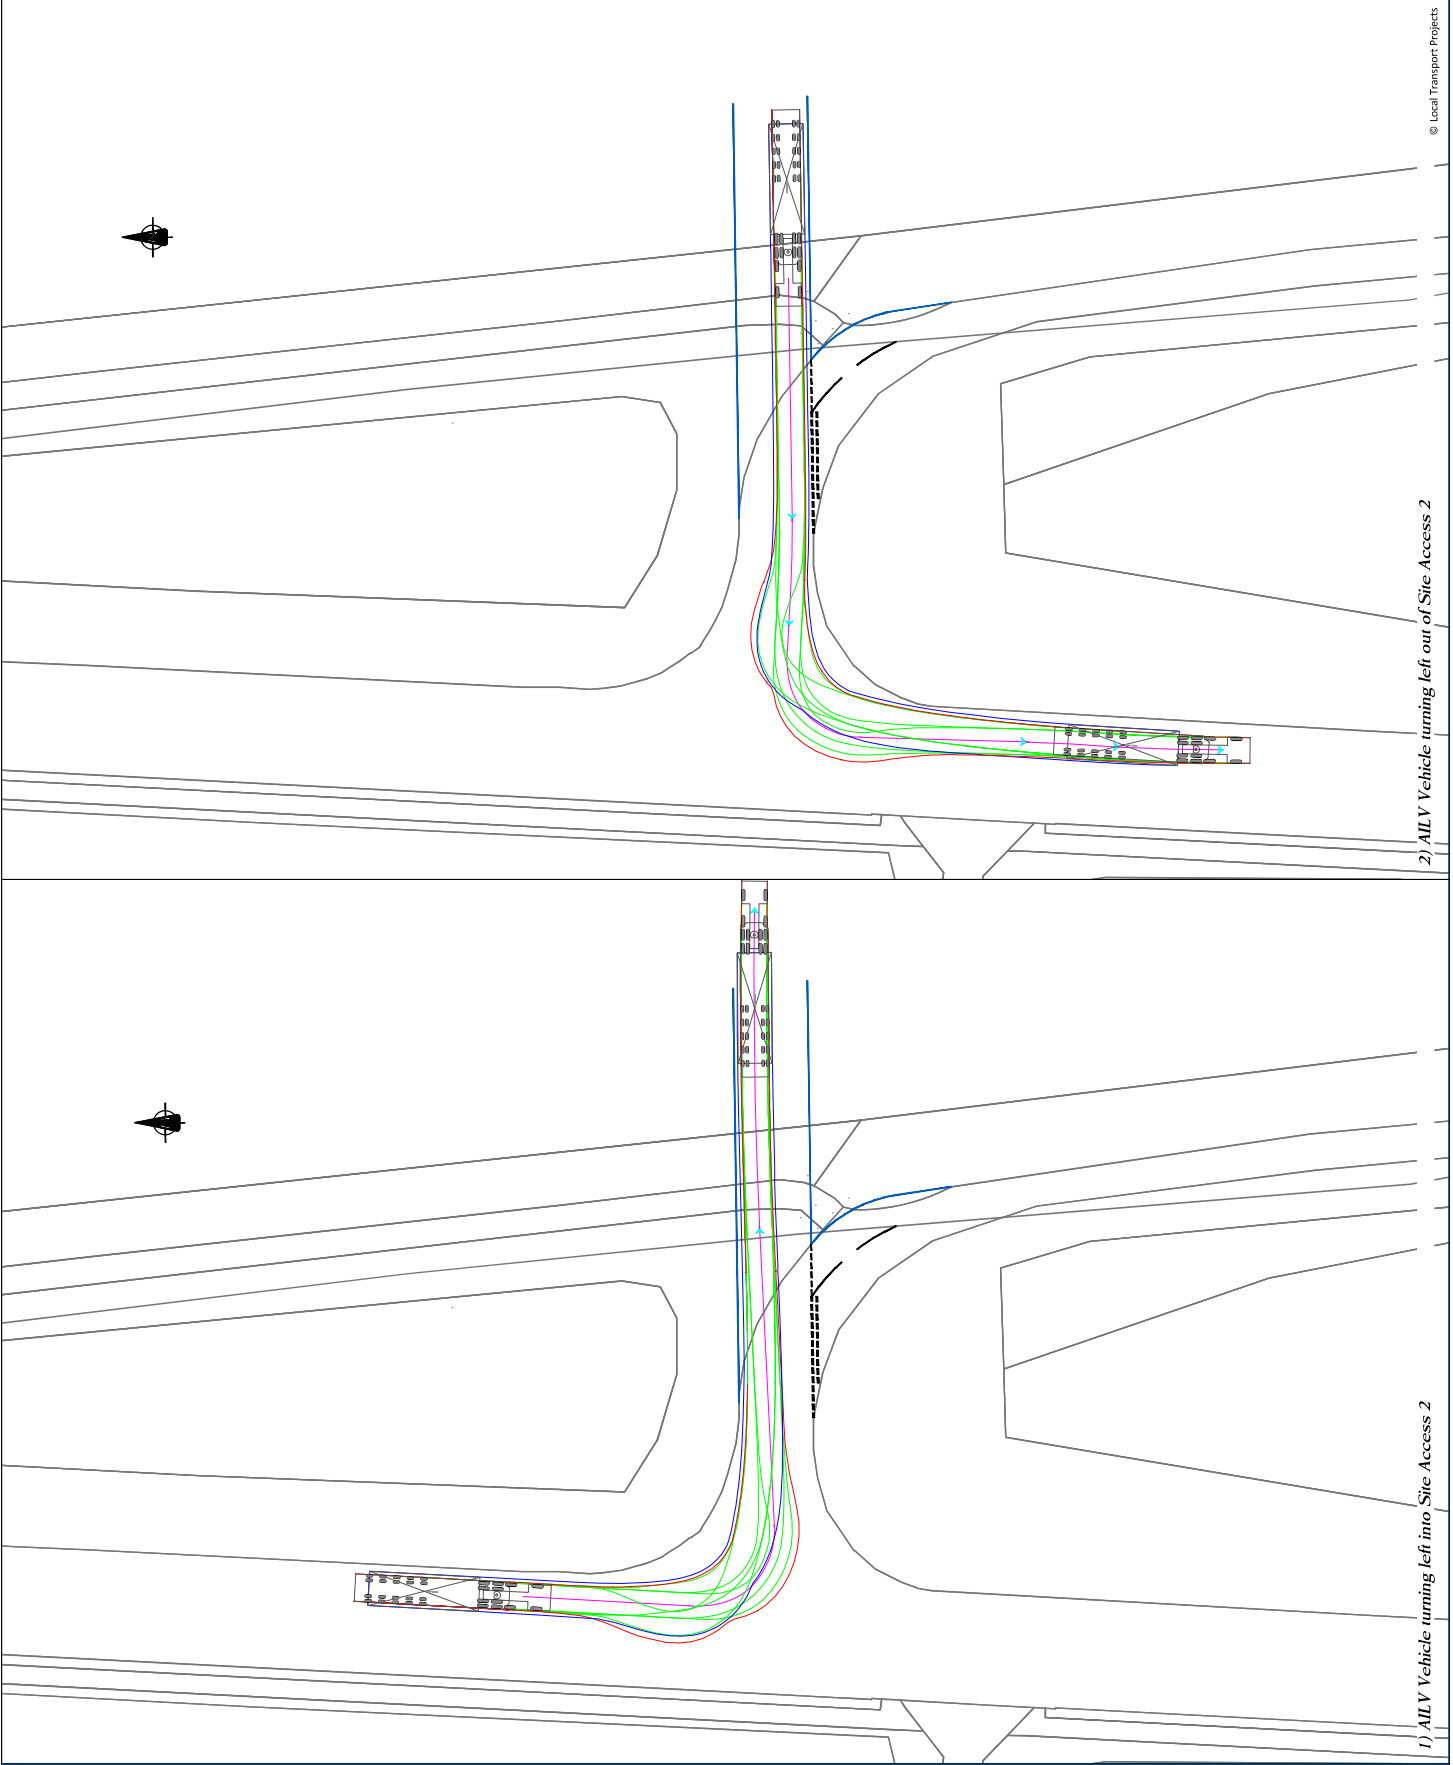 1) AILV Vehicle turning left into Site Access 2
2) AILV Vehicle turning left out of Site Access 2
© Local Transport Projects